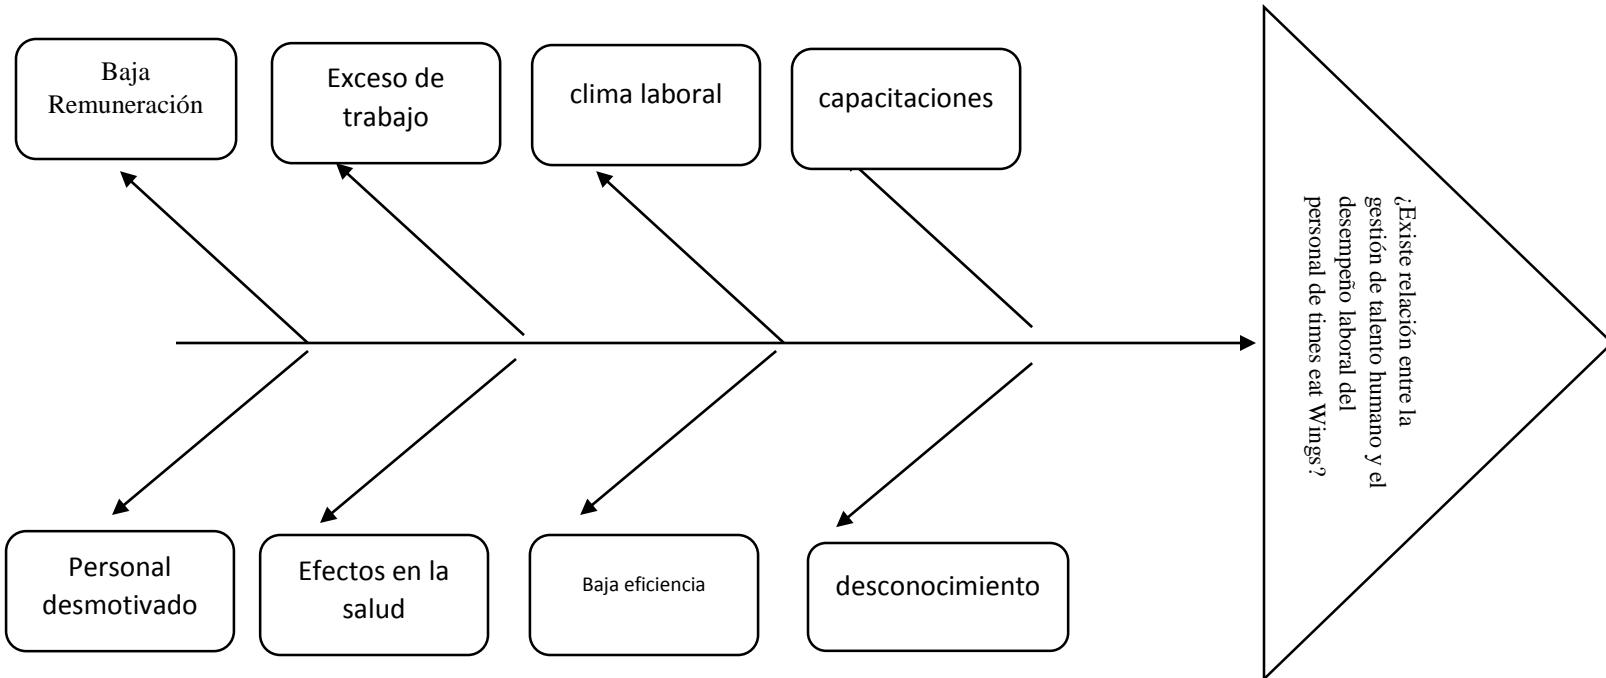 Baja
Remuneración
Exceso de
trabajo
clima laboral
capacitaciones
¿Existe relación entre la
gestión de talento humano y el
desempeño laboral del
personal de times eat Wings?
Personal
desmotivado
Efectos en la
salud
Baja eficiencia
desconocimiento